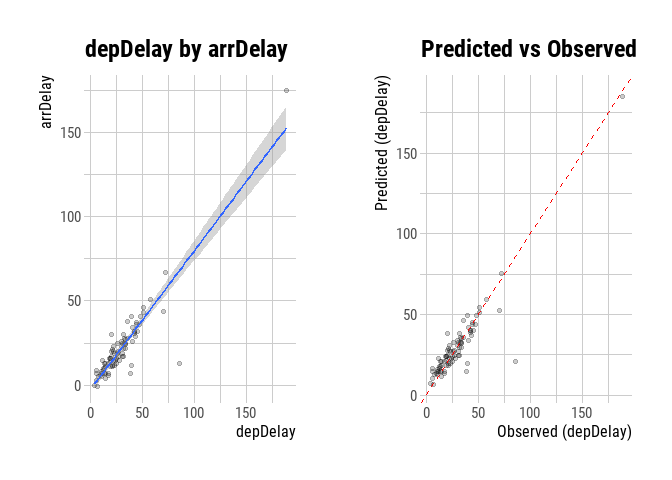 depDelay by arrDelay
arrDelay
150
100
50
0
0 50 100 150
depDelay
Predicted vs Observed
Predicted (depDelay)
150
100
50
0
0 50 100 150
Observed (depDelay)